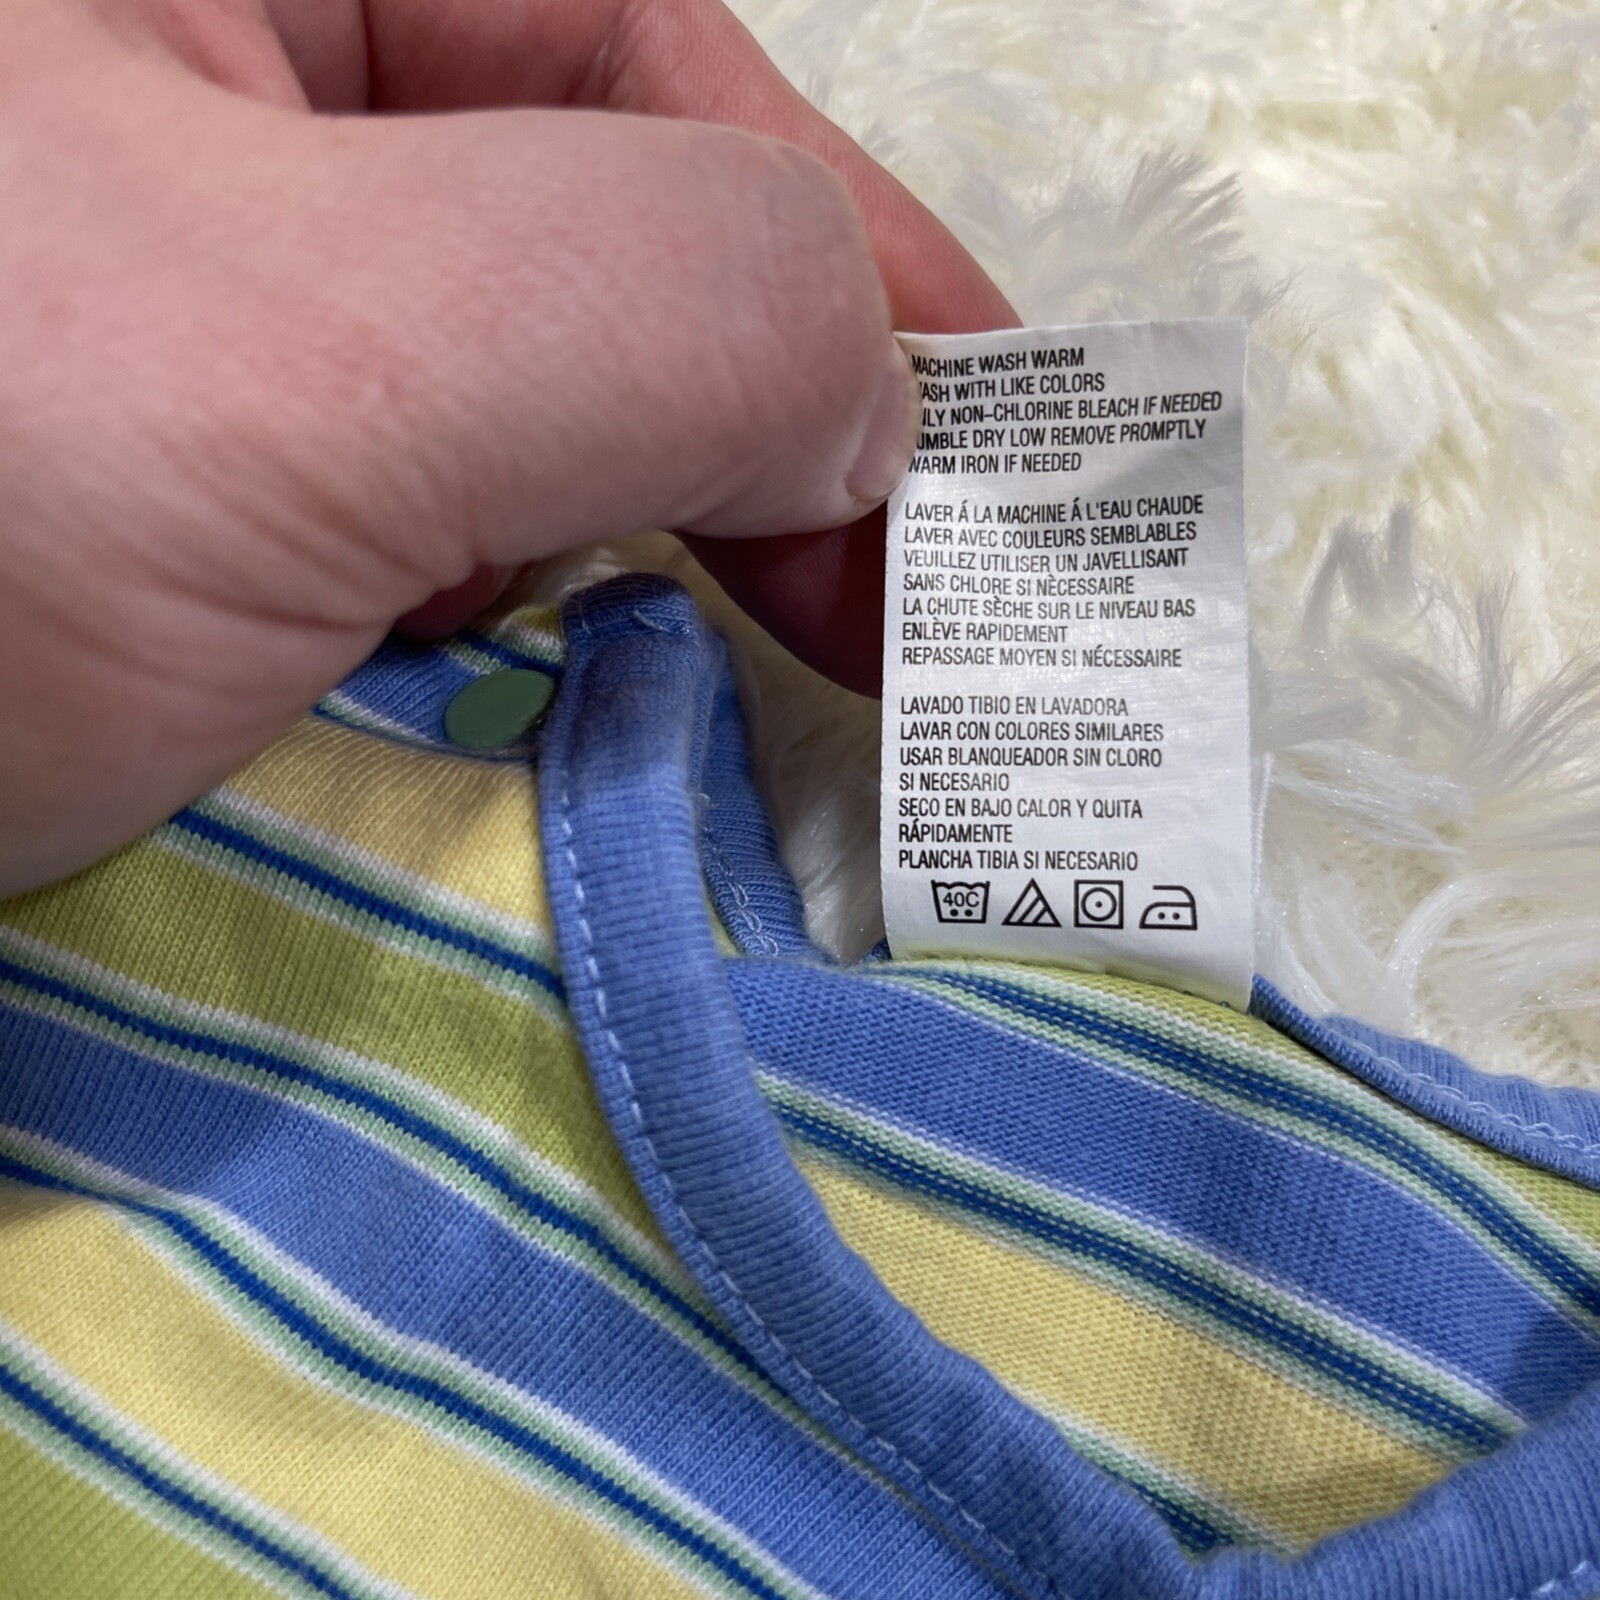 MACHINE WASH WARM
WASH WITH LIKE COLORS
ONLY NON-CHLORINE BLEACH IF NEEDED
TUMBLE DRY LOW REMOVE PROMPTLY
WARM IRON IF NEEDED
LAVER Á LA MACHINE Á L'EAU CHAUDE
LAVER AVEC COULEURS SEMBLABLES
VEUILLEZ UTILISER UN JAVELLISANT
SANS CHLORE SI NÈCESSAIRE
LA CHUTE SÈCHE SUR LE NIVEAU BAS
ENLÈVE RAPIDEMENT
REPASSAGE MOYEN SI NÉCESSAIRE
LAVADO TIBIO EN LAVADORA
LAVAR CON COLORES SIMILARES
USAR BLANQUEADOR SIN CLORO
SI NECESARIO
SECO EN BAJO CALOR Y QUITA
RÁPIDAMENTE
PLANCHA TIBIA SI NECESARIO
40C